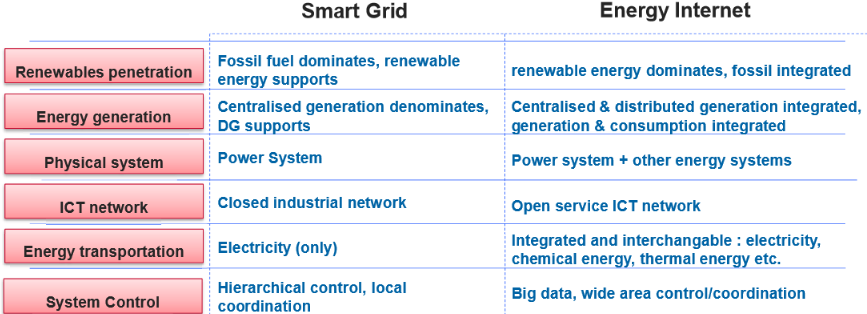 Smart Grid Energy Internet
Renewables penetration
Fossil fuel dominates, renewable
energy supports
renewable energy dominates, fossil integrated
Energy generation
Centralised generation denominates,
DG supports
Centralised & distributed generation integrated,
generation & consumption integrated
Physical system
Power System
Power system + other energy systems
ICT network
Closed industrial network
Open service ICT network
Energy transportation
Electricity (only)
Integrated and interchangable : electricity,
chemical energy, thermal energy etc.
System Control
Hierarchical control, local
coordination
Big data, wide area control/coordination